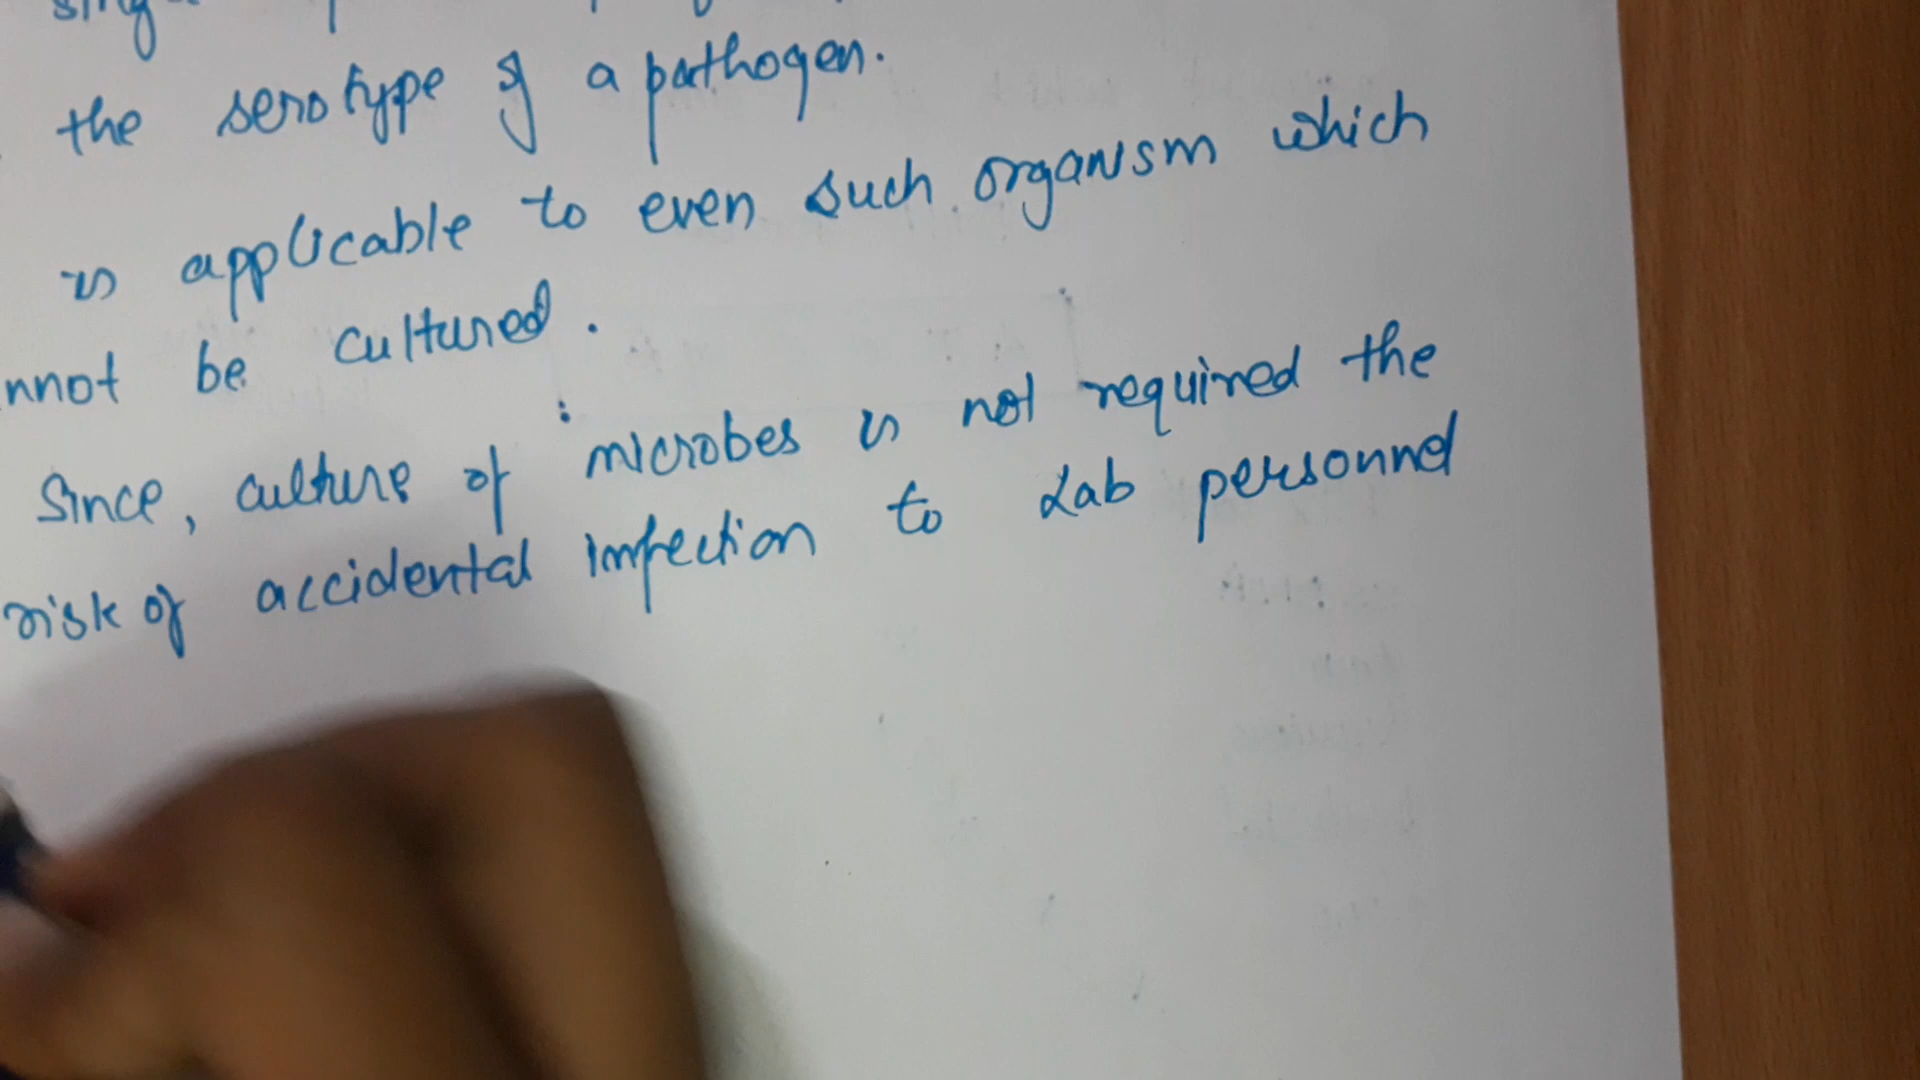 the serotype of a pathogen.
is applicable to even such organism which
nnot be cultured.
Since, culture of microbes is not required the
risk of accidental infection to Lab personnel